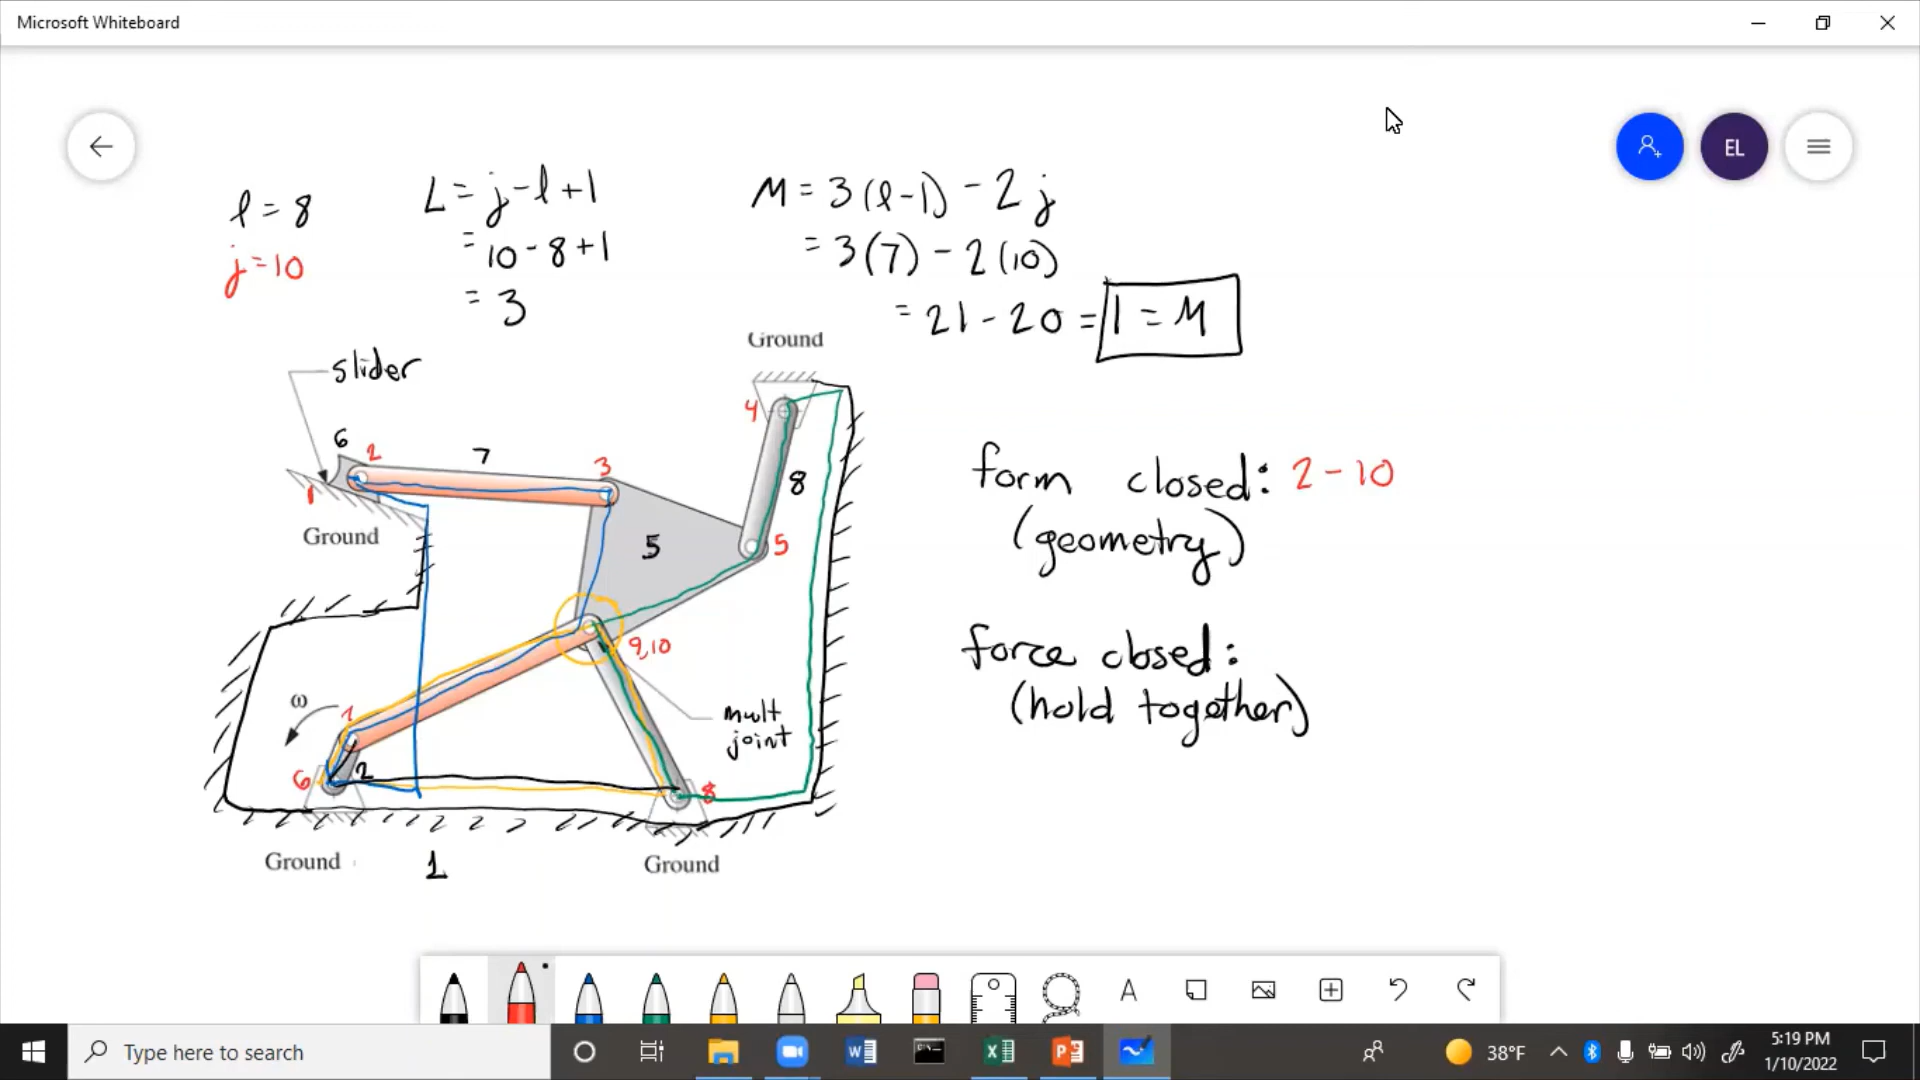 Microsoft Whiteboard
EL
l = 8
j = 10
L = j - l + 1
= 10 - 8 + 1
= 3
M = 3(l-1) - 2j
= 3(7) - 2(10)
= 21 - 20 = 1 = M
Ground
slider
4
6
2
7
3
8
1
Ground
5
5
form closed: 2 - 10
(geometry)
9,10
force closed:
(hold together)
ω
mult
joint
6
2
8
Ground
1
Ground
A
Type here to search
38°F
5:19 PM
1/10/2022